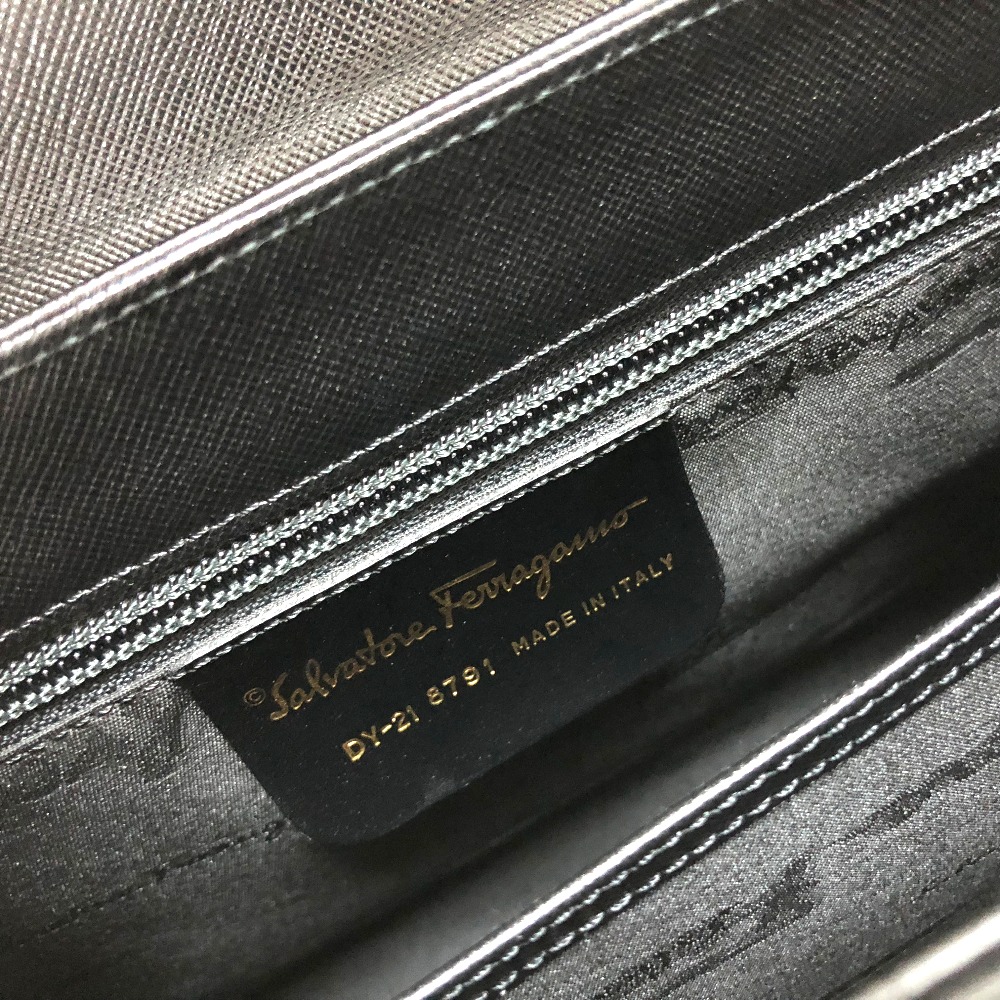 ©Salvatore Ferragamo
DY-21 8791 MADE IN ITALY